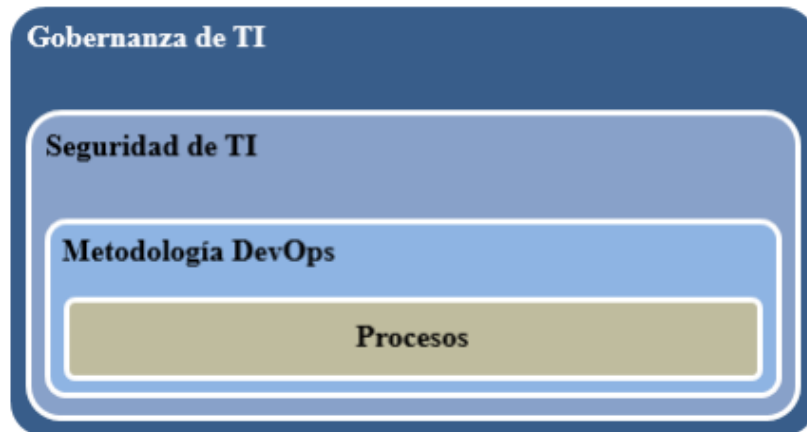 Gobernanza de TI
Seguridad de TI
Metodología DevOps
Procesos